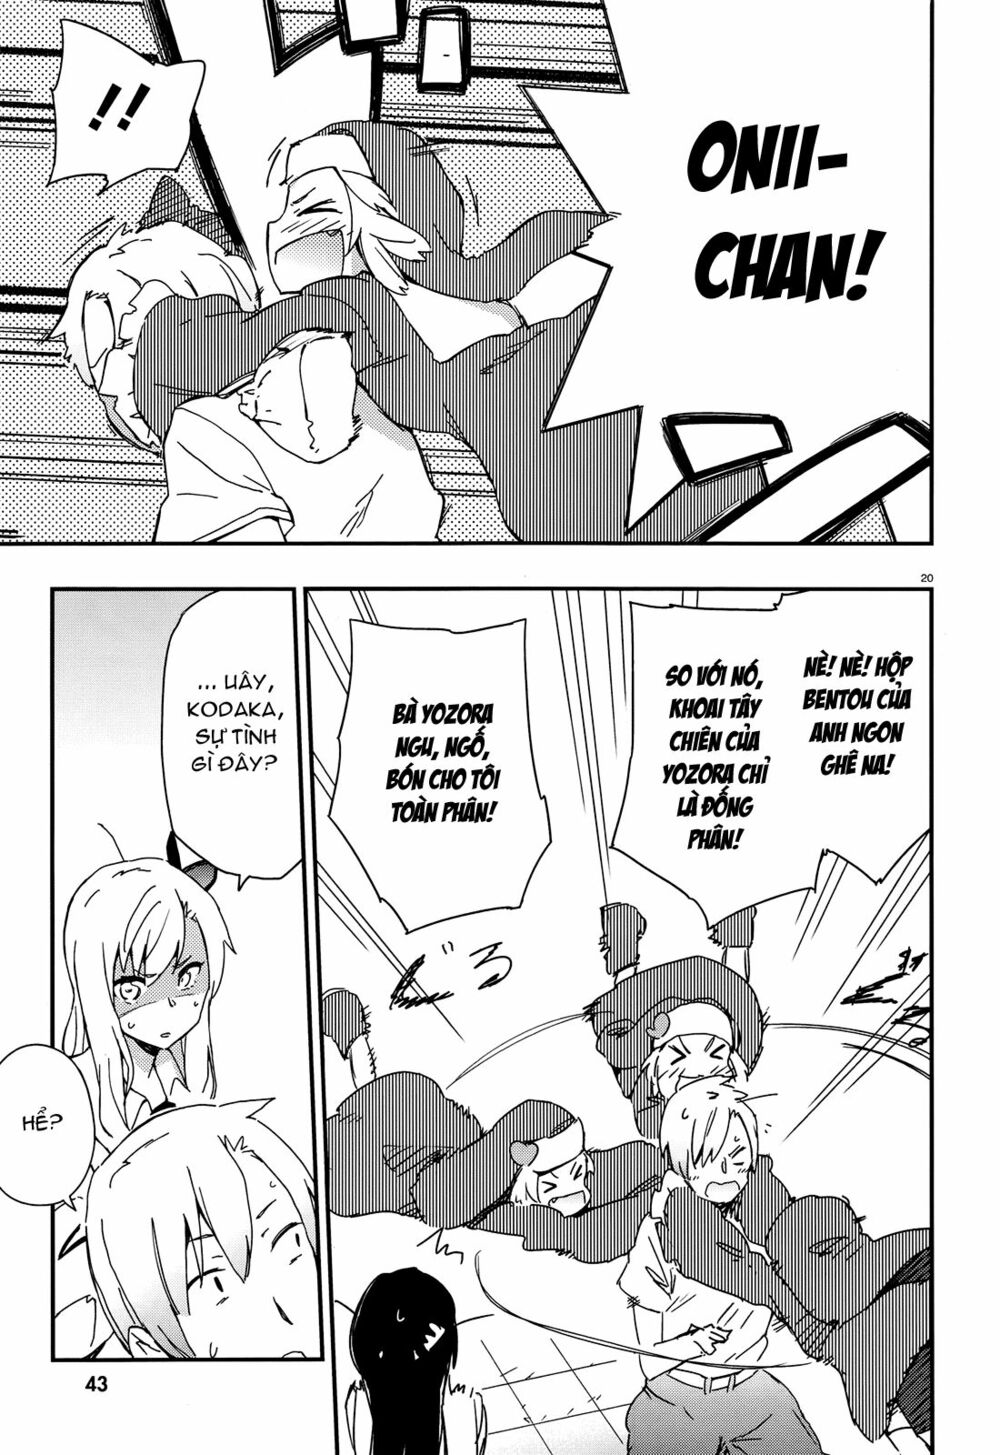 !!
ONII-
CHAN!
20
NÈ! NÈ! HỘP
BENTOU CỦA
ANH NGON
GHÊ NA!
SO VỚI NÓ,
KHOAI TÂY
CHIÊN CỦA
YOZORA CHỈ
LÀ ĐỐNG
PHÂN!
BÀ YOZORA
NGU, NGỐ,
BÓN CHO TÔI
TOÀN PHÂN!
... UÂY,
KODAKA,
SỰ TÌNH
GÌ ĐÂY?
HỂ?
43